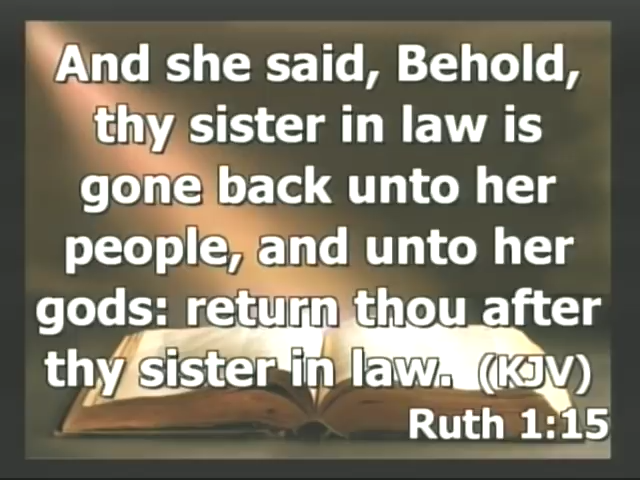 And she said, Behold,
thy sister in law is
gone back unto her
people, and unto her
gods: return thou after
thy sister in law. (KJV)
Ruth 1:15